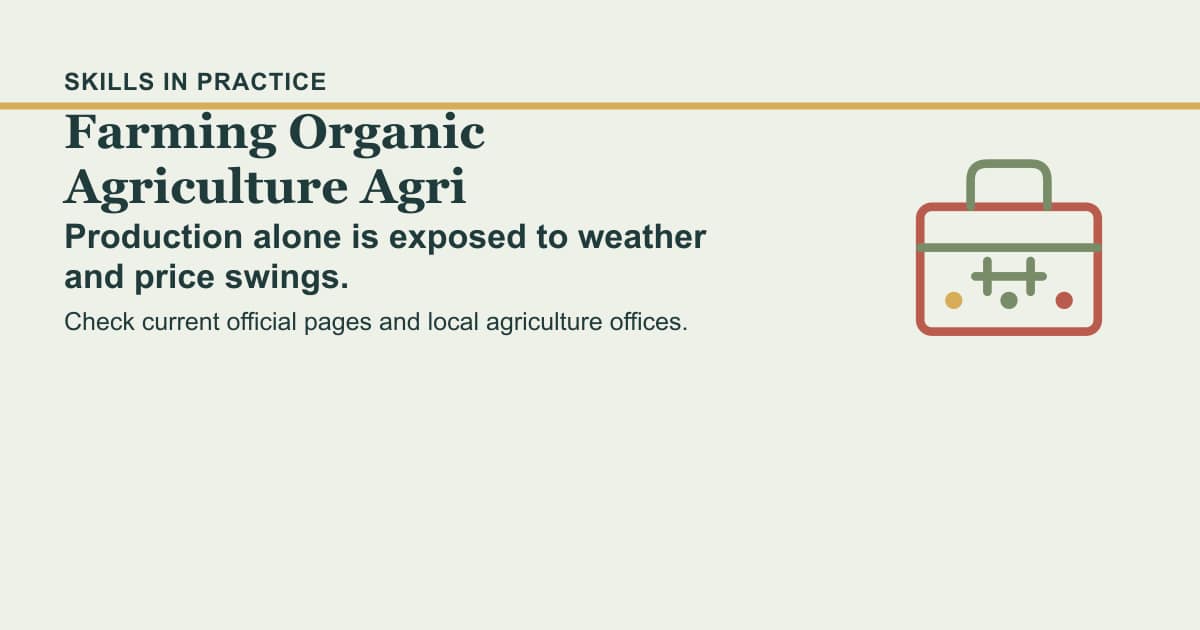 SKILLS IN PRACTICE
Farming Organic
Agriculture Agri
Production alone is exposed to weather
and price swings.
Check current official pages and local agriculture offices.